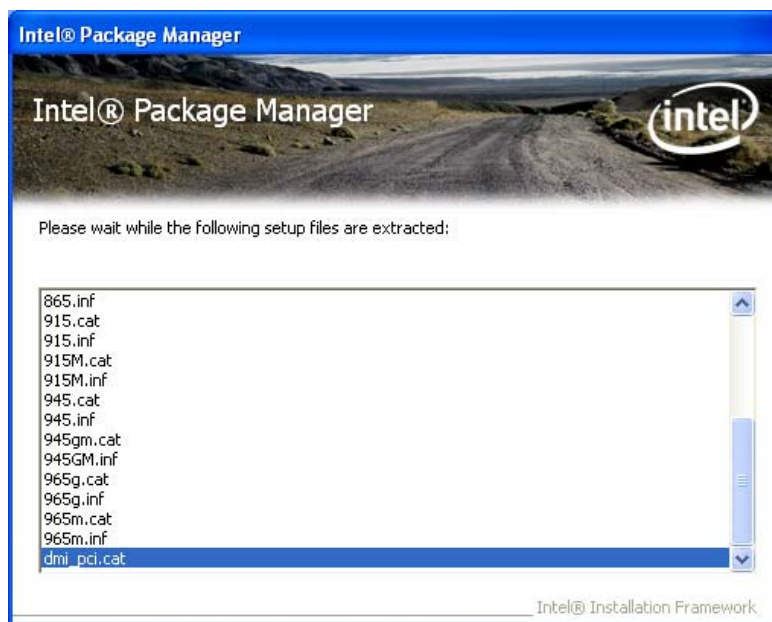 Intel® Package Manager
Intel® Package Manager
intel
Please wait while the following setup files are extracted:
865.inf
915.cat
915.inf
915M.cat
915M.inf
945.cat
945.inf
945gm.cat
945GM.inf
965g.cat
965g.inf
965m.cat
965m.inf
dmi_pci.cat
Intel® Installation Framework